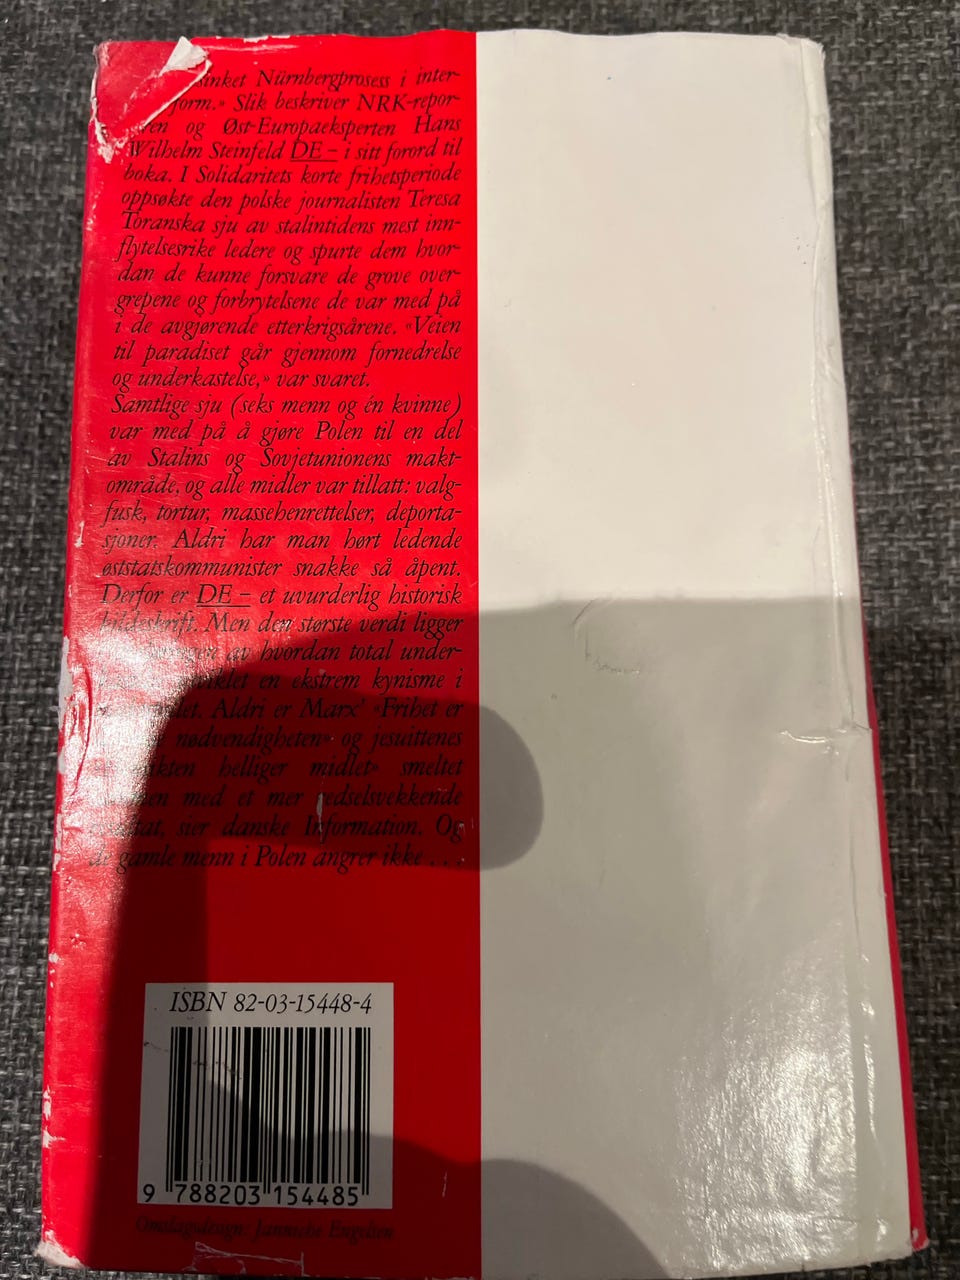 sinket Nürnbergprosess i inter-
form.» Slik beskriver NRK-repor-
og Øst-Europaeksperten Hans
Wilhelm Steinfeld DE – i sitt forord til
boka. I Solidaritets korte frihetsperiode
oppsøkte den polske journalisten Teresa
Toranska sju av stalintidens mest inn-
flytelsesrike ledere og spurte dem hvor-
dan de kunne forsvare de grove over-
grepene og forbrytelsene de var med på
i de avgjørende etterkrigsårene. «Veien
til paradiset går gjennom fornedrelse
og underkastelse,» var svaret.
Samtlige sju (seks menn og én kvinne)
var med på å gjøre Polen til en del
av Stalins og Sovjetunionens makt-
område, og alle midler var tillatt: valg-
fusk, tortur, massehenrettelser, deporta-
sjoner. Aldri har man hørt ledende
øststatskommunister snakke så åpent.
Derfor er DE – et uvurderlig historisk
kildeskrift. Men den største verdi ligger
av hvordan total under-
en ekstrem kynisme i
Aldri er Marx' «Frihet er
nødvendigheten» og jesuittenes
helliger midlet» smeltet
med et mer redselsvekkende
sier danske Information. Og
de gamle menn i Polen angrer ikke . . .
ISBN 82-03-15448-4
9 788203 154485
Omslagsdesign: